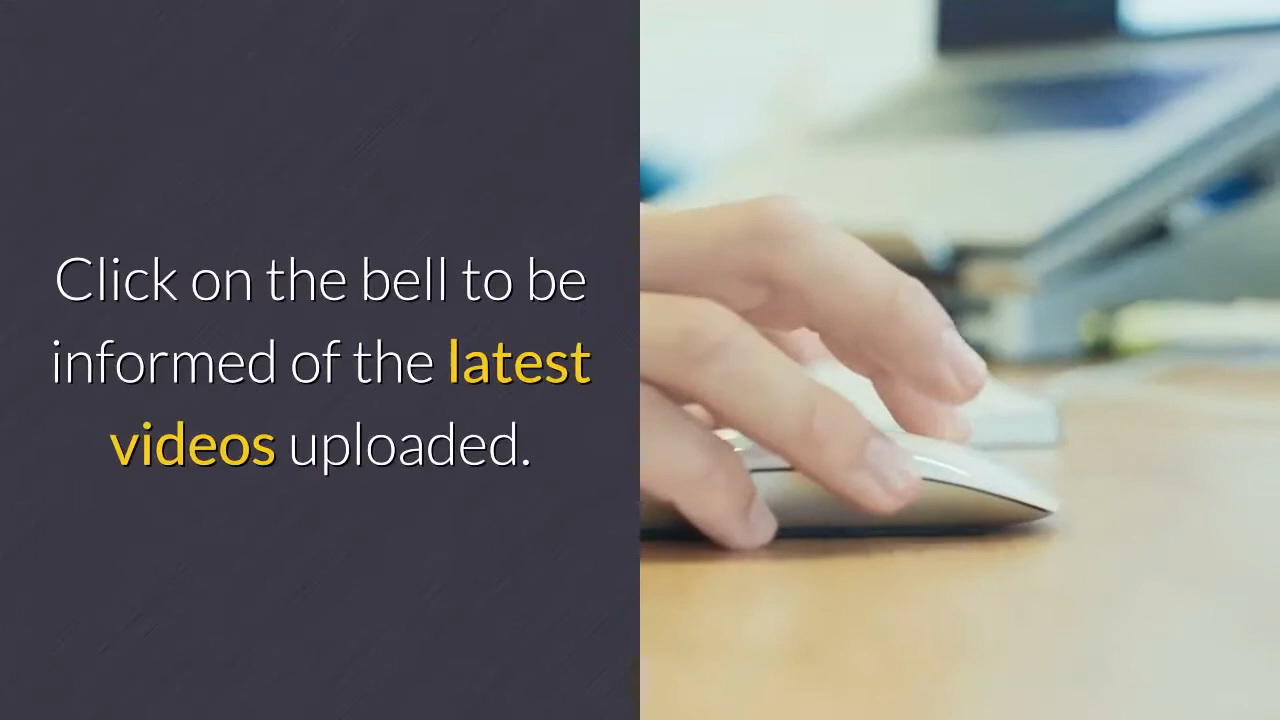 Click on the bell to be
informed of the latest
videos uploaded.